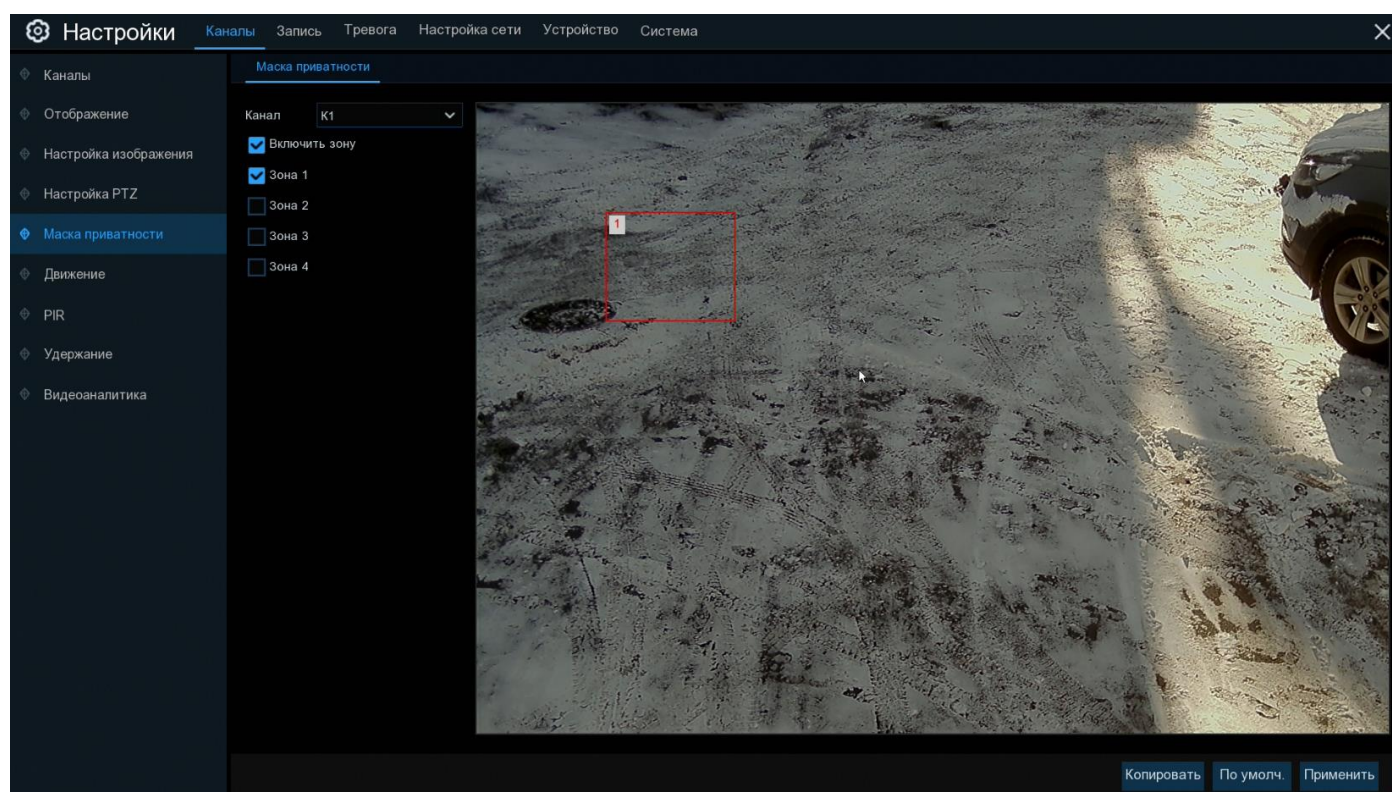 Настройки Каналы Запись Тревога Настройка сети Устройство Система
Каналы
Отображение
Настройка изображения
Настройка PTZ
Маска приватности
Движение
PIR
Удержание
Видеоаналитика
Маска приватности
Канал К1
Включить зону
Зона 1
Зона 2
Зона 3
Зона 4
1
Копировать По умолч. Применить